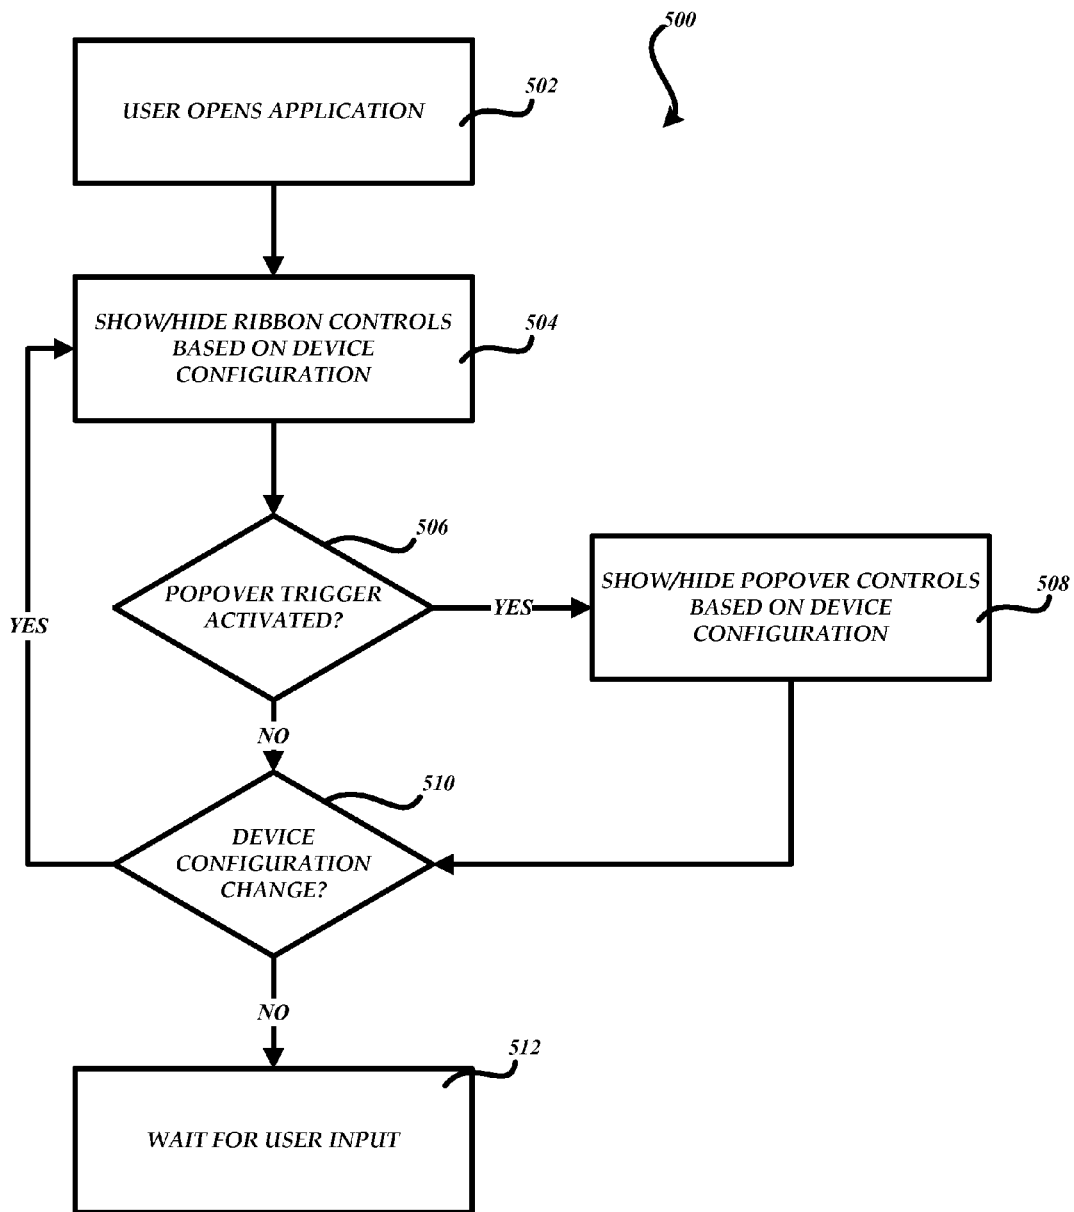 500
502
USER OPENS APPLICATION
SHOW/HIDE RIBBON CONTROLS
BASED ON DEVICE
CONFIGURATION
504
506
POPOVER TRIGGER
ACTIVATED?
YES
SHOW/HIDE POPOVER CONTROLS
BASED ON DEVICE
CONFIGURATION
508
YES
NO
510
DEVICE
CONFIGURATION
CHANGE?
NO
512
WAIT FOR USER INPUT